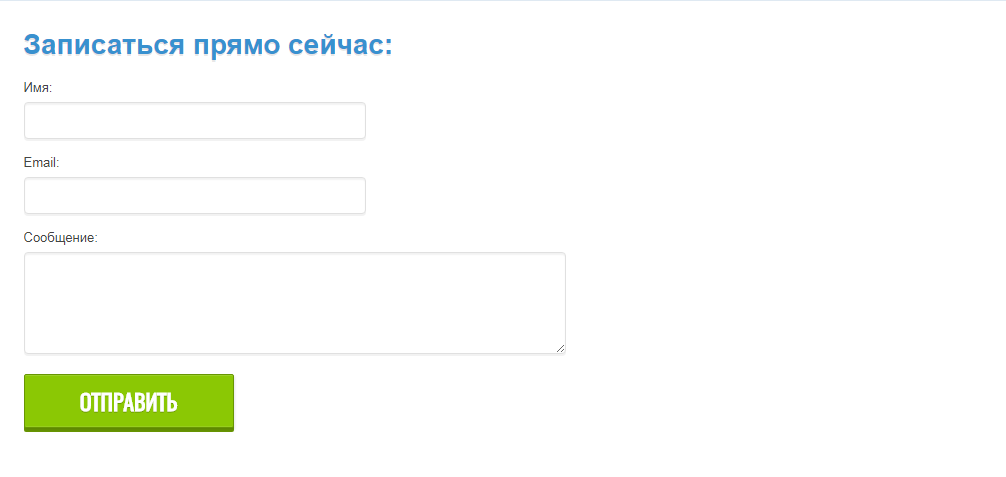 Записаться прямо сейчас:
Имя:
Email:
Сообщение:
ОТПРАВИТЬ